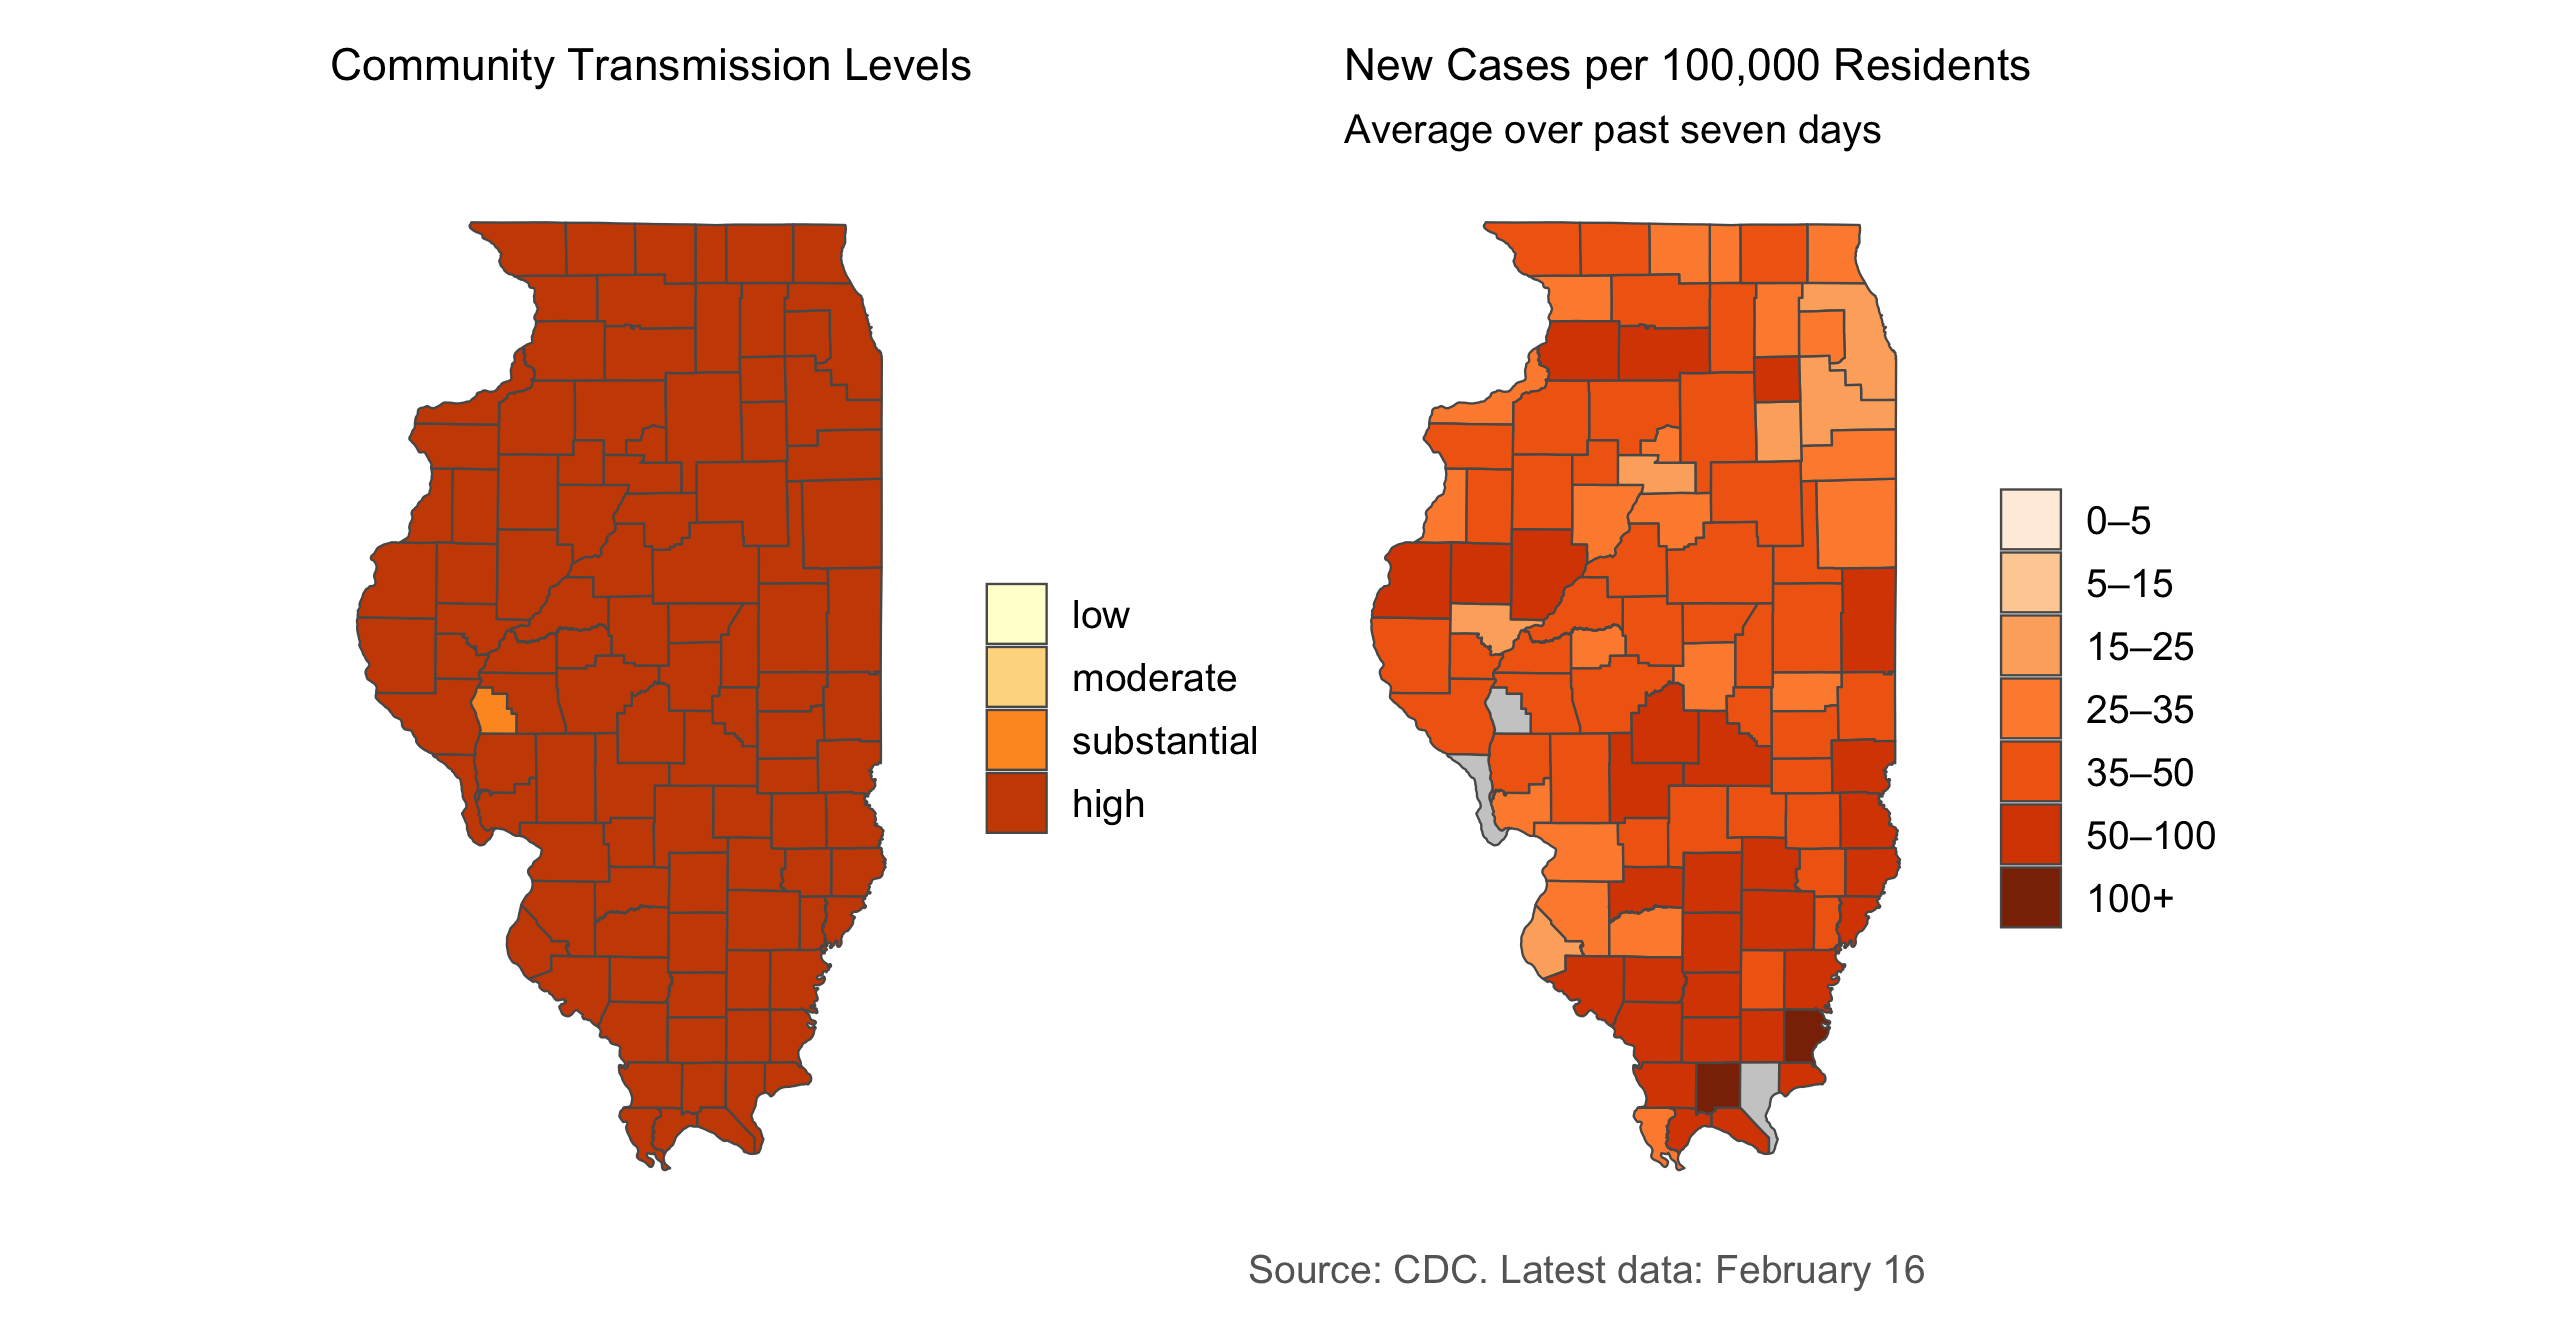 Community Transmission Levels
low
moderate
substantial
high
New Cases per 100,000 Residents
Average over past seven days
0–5
5–15
15–25
25–35
35–50
50–100
100+
Source: CDC. Latest data: February 16